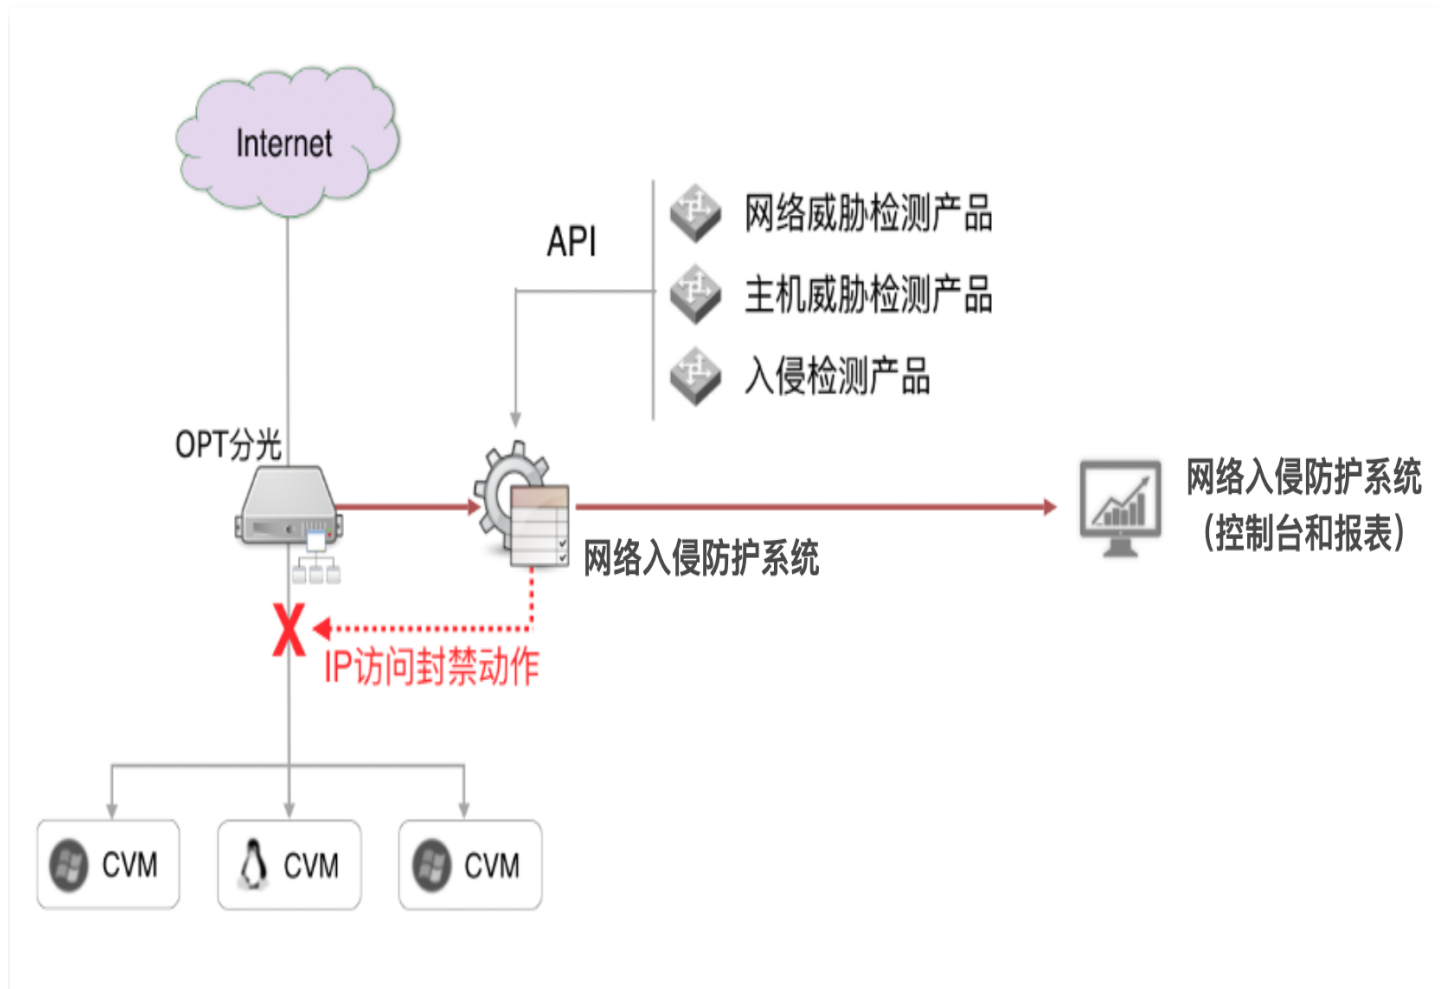 Internet
API
网络威胁检测产品
主机威胁检测产品
入侵检测产品
OPT分光
网络入侵防护系统
网络入侵防护系统
（控制台和报表）
X
IP访问封禁动作
CVM
CVM
CVM